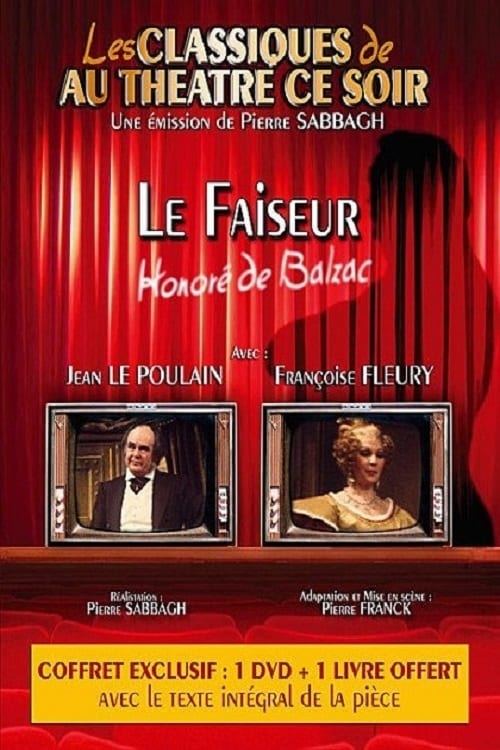 Les CLASSIQUES de
AU THEATRE CE SOIR
UNE ÉMISSION DE PIERRE SABBAGH
LE FAISEUR
Honoré de Balzac
AVEC :
JEAN LE POULAIN
FRANÇOISE FLEURY
RÉALISATION :
PIERRE SABBAGH
ADAPTATION ET MISE EN SCÈNE :
PIERRE FRANCK
COFFRET EXCLUSIF : 1 DVD + 1 LIVRE OFFERT
AVEC LE TEXTE INTÉGRAL DE LA PIÈCE